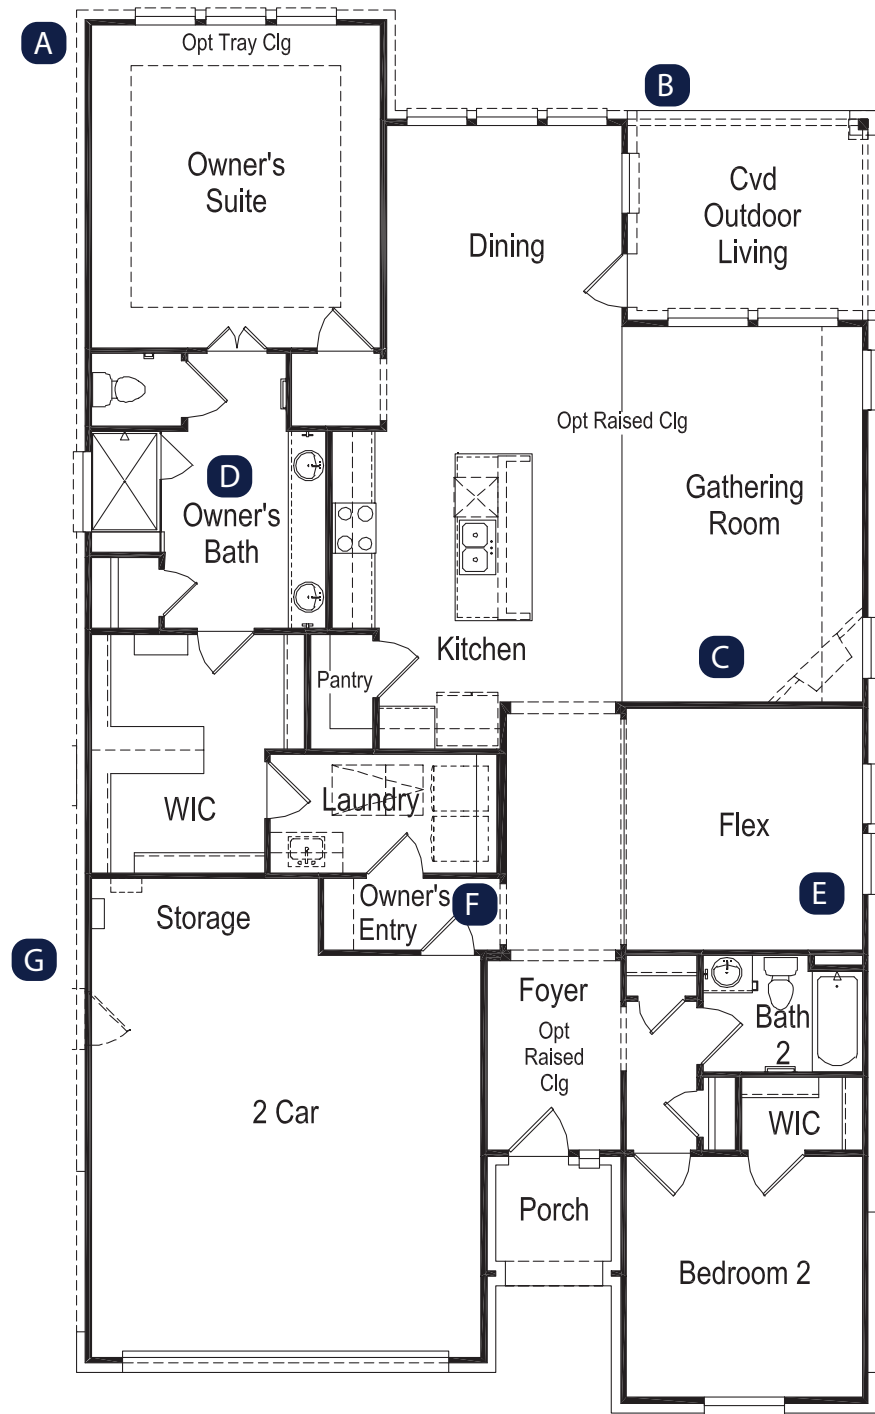 A
Opt Tray Clg
B
Owner's
Suite
Cvd
Outdoor
Living
Dining
Opt Raised Clg
D
Owner's
Bath
Gathering
Room
Kitchen
C
Pantry
WIC
Laundry
Flex
E
Storage
Owner's
Entry
F
G
Foyer
Opt
Raised
Clg
Bath
2
2 Car
WIC
Porch
Bedroom 2